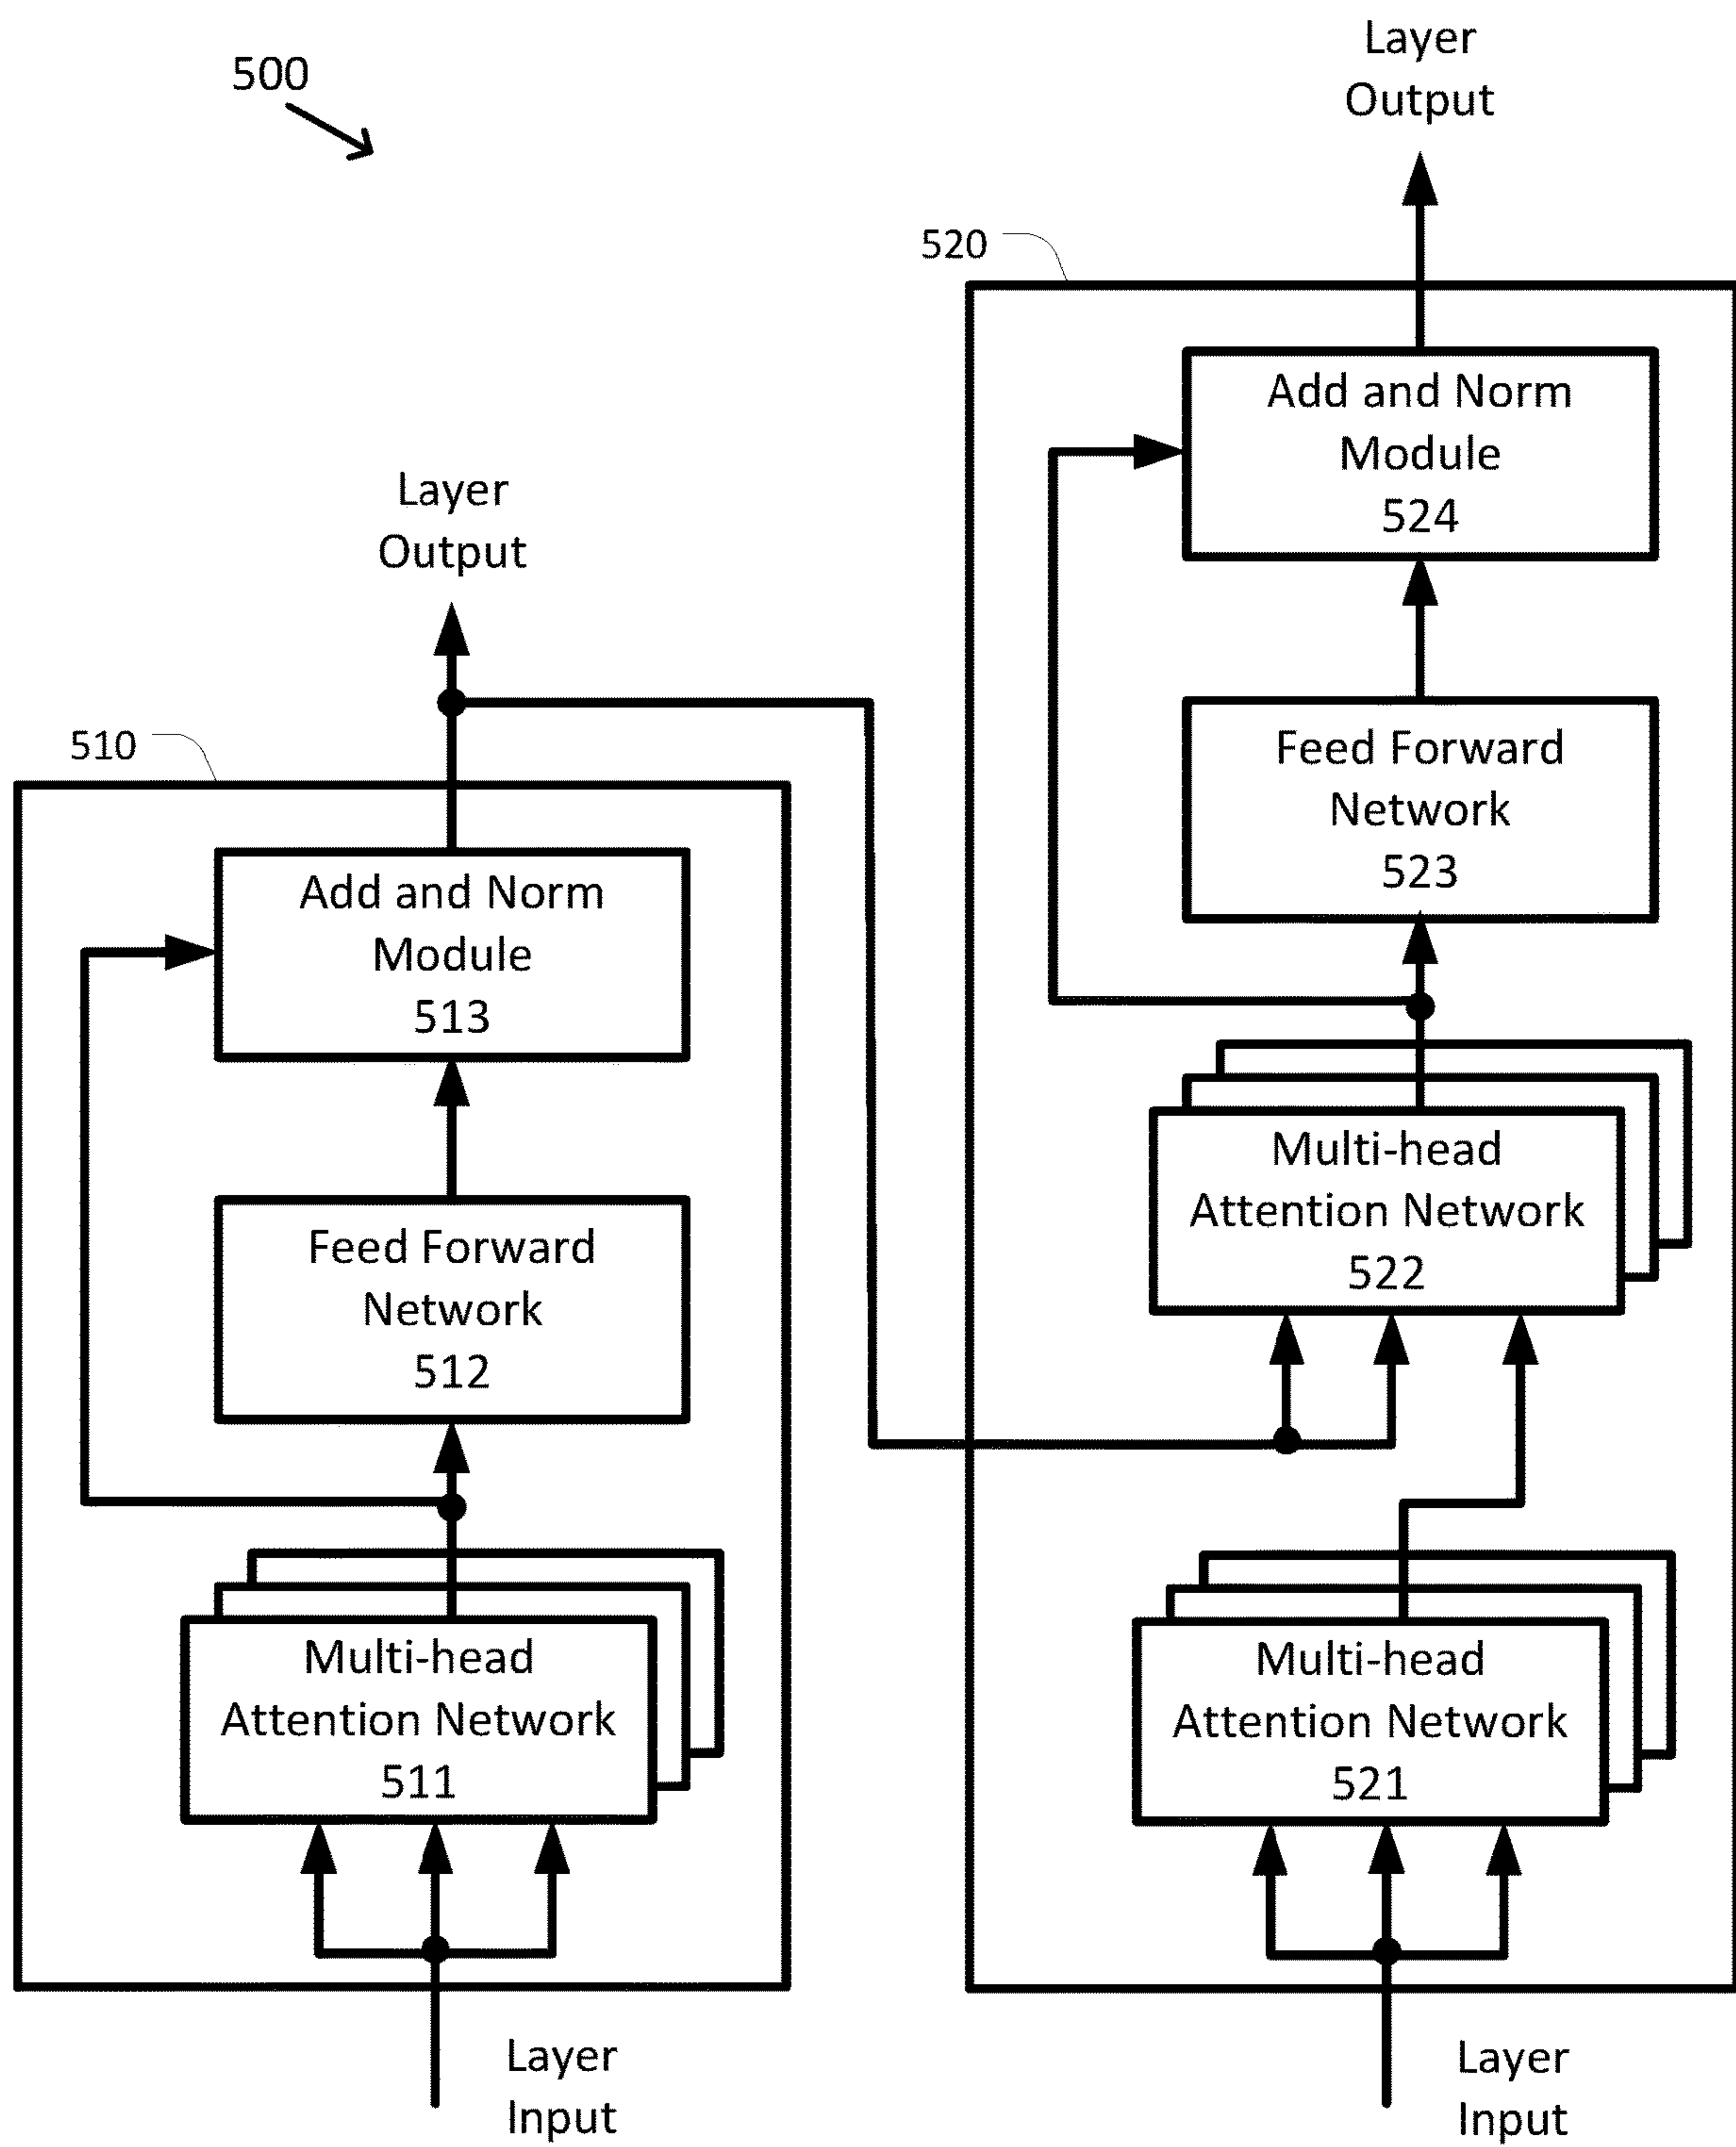 500
Layer
Output
520
Add and Norm
Module
524
Feed Forward
Network
523
Multi-head
Attention Network
522
Multi-head
Attention Network
521
Layer
Input
Layer
Output
510
Add and Norm
Module
513
Feed Forward
Network
512
Multi-head
Attention Network
511
Layer
Input